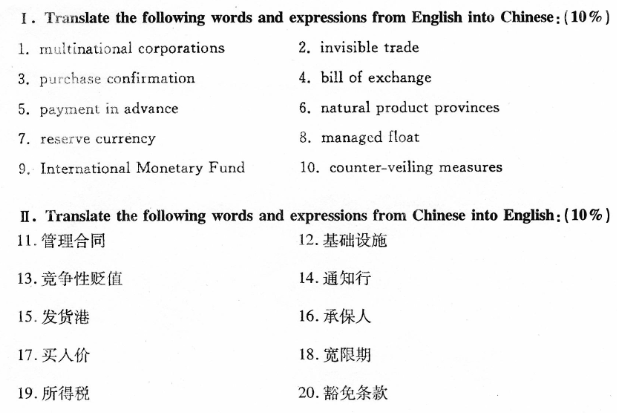 Ⅰ. Translate the following words and expressions from English into Chinese:(10%)
1. multinational corporations 2. invisible trade
3. purchase confirmation 4. bill of exchange
5. payment in advance 6. natural product provinces
7. reserve currency 8. managed float
9. International Monetary Fund 10. counter-veiling measures
Ⅱ. Translate the following words and expressions from Chinese into English:(10%)
11. 管理合同 12. 基础设施
13. 竞争性贬值 14. 通知行
15. 发货港 16. 承保人
17. 买入价 18. 宽限期
19. 所得税 20. 豁免条款